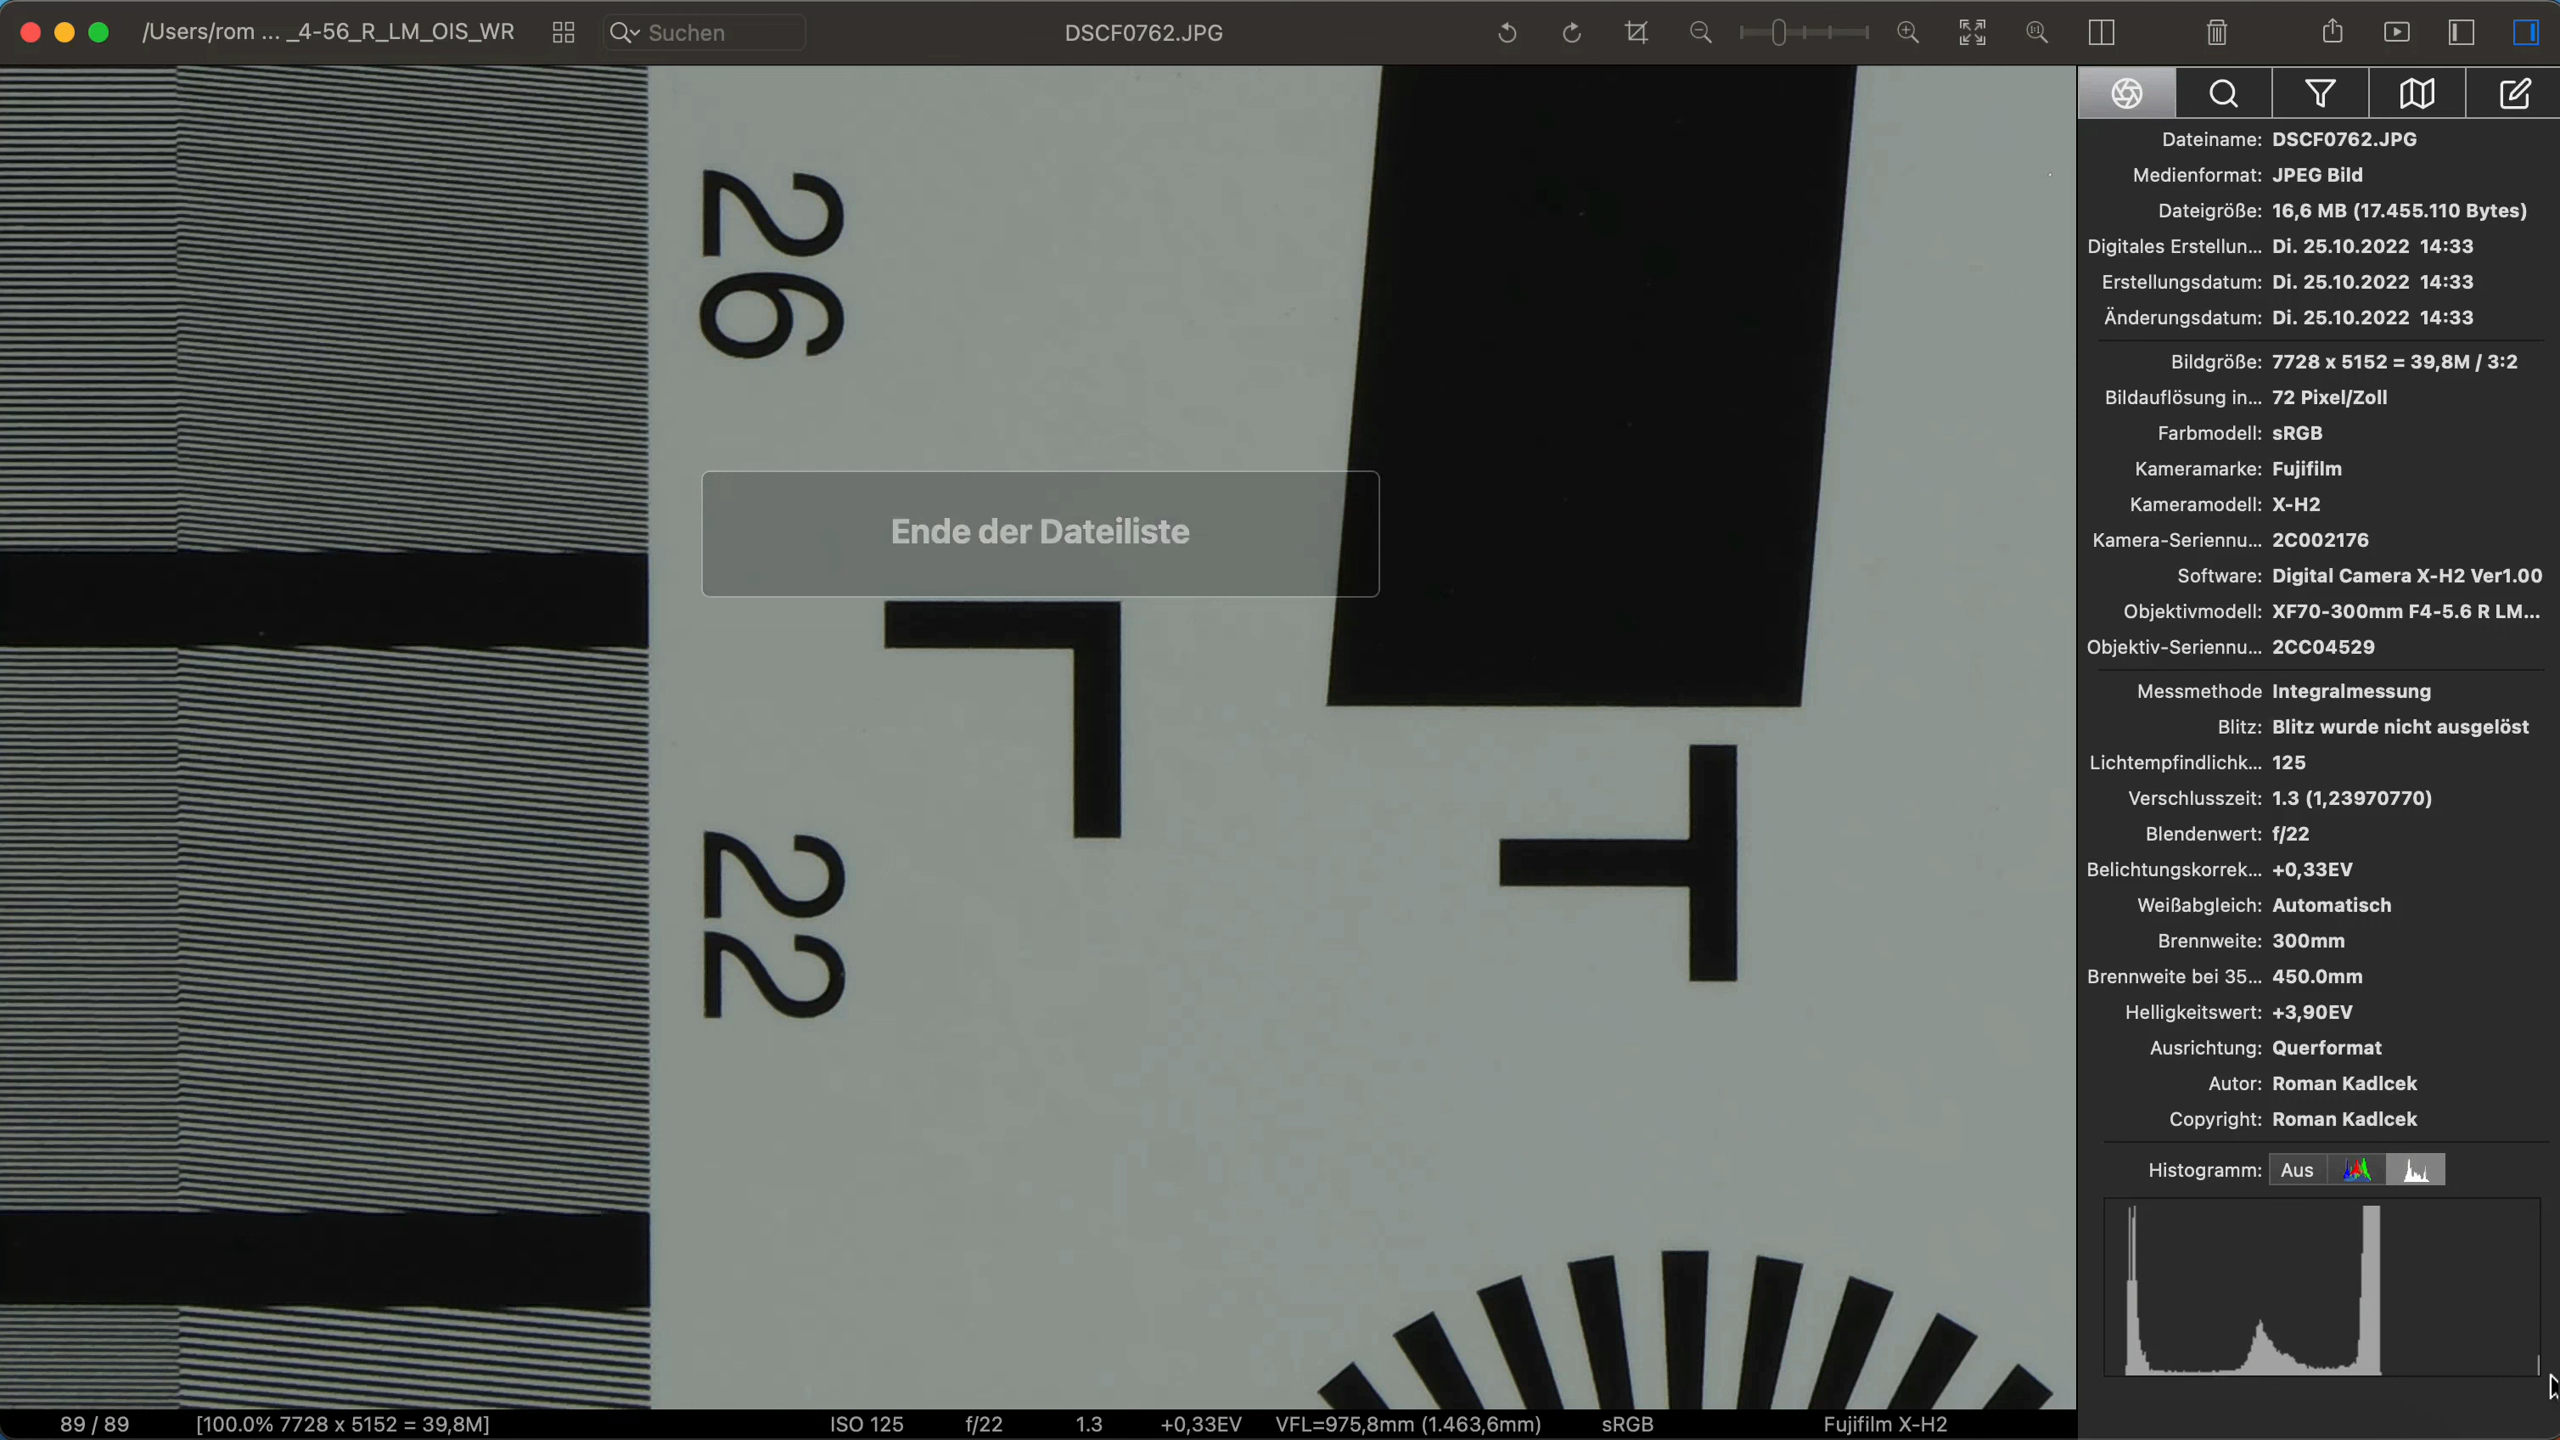 /Users/rom ... _4-56_R_LM_OIS_WR
Suchen
DSCF0762.JPG
26
Ende der Dateiliste
L
T
22
Dateiname: DSCF0762.JPG
Medienformat: JPEG Bild
Dateigröße: 16,6 MB (17.455.110 Bytes)
Digitales Erstellun... Di. 25.10.2022 14:33
Erstellungsdatum: Di. 25.10.2022 14:33
Änderungsdatum: Di. 25.10.2022 14:33
Bildgröße: 7728 x 5152 = 39,8M / 3:2
Bildauflösung in... 72 Pixel/Zoll
Farbmodell: sRGB
Kameramarke: Fujifilm
Kameramodell: X-H2
Kamera-Seriennu... 2C002176
Software: Digital Camera X-H2 Ver1.00
Objektivmodell: XF70-300mm F4-5.6 R LM...
Objektiv-Seriennu... 2CC04529
Messmethode Integralmessung
Blitz: Blitz wurde nicht ausgelöst
Lichtempfindlichk... 125
Verschlusszeit: 1.3 (1,23970770)
Blendenwert: f/22
Belichtungskorrek... +0,33EV
Weißabgleich: Automatisch
Brennweite: 300mm
Brennweite bei 35... 450.0mm
Helligkeitswert: +3,90EV
Ausrichtung: Querformat
Autor: Roman Kadlcek
Copyright: Roman Kadlcek
Histogramm: Aus
89 / 89 [100.0% 7728 x 5152 = 39,8M] ISO 125 f/22 1.3 +0,33EV VFL=975,8mm (1.463,6mm) sRGB Fujifilm X-H2